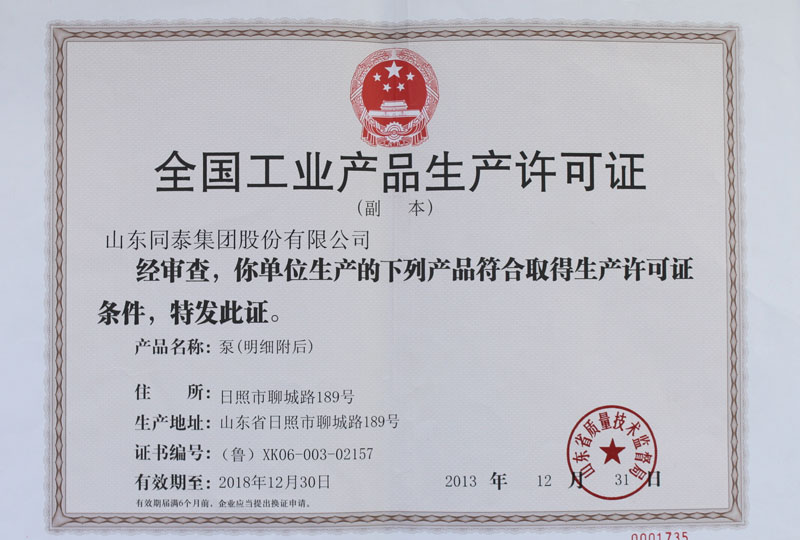 全国工业产品生产许可证
(副 本)
山东同泰集团股份有限公司
经审查，你单位生产的下列产品符合取得生产许可证
条件，特发此证。
产品名称：泵(明细附后)
住 所：日照市聊城路189号
生产地址：山东省日照市聊城路189号
证书编号：（鲁）XK06-003-02157
有效期至：2018年12月30日
2013 年 12 月 31 日
山东省质量技术监督局
有效期届满6个月前，企业应当提出换证申请。
0001735